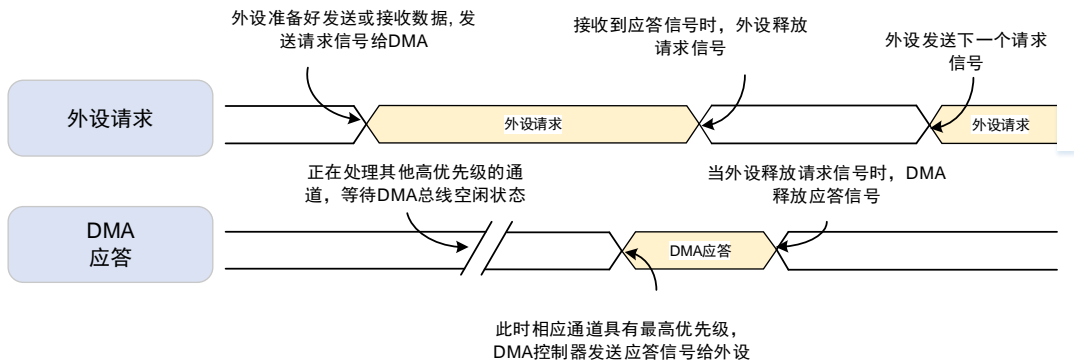 外设准备好发送或接收数据, 发
送请求信号给DMA
接收到应答信号时，外设释放
请求信号
外设发送下一个请求
信号
外设请求
外设请求
外设请求
正在处理其他高优先级的通
道，等待DMA总线空闲状态
当外设释放请求信号时，DMA
释放应答信号
DMA
应答
DMA应答
此时相应通道具有最高优先级，
DMA控制器发送应答信号给外设